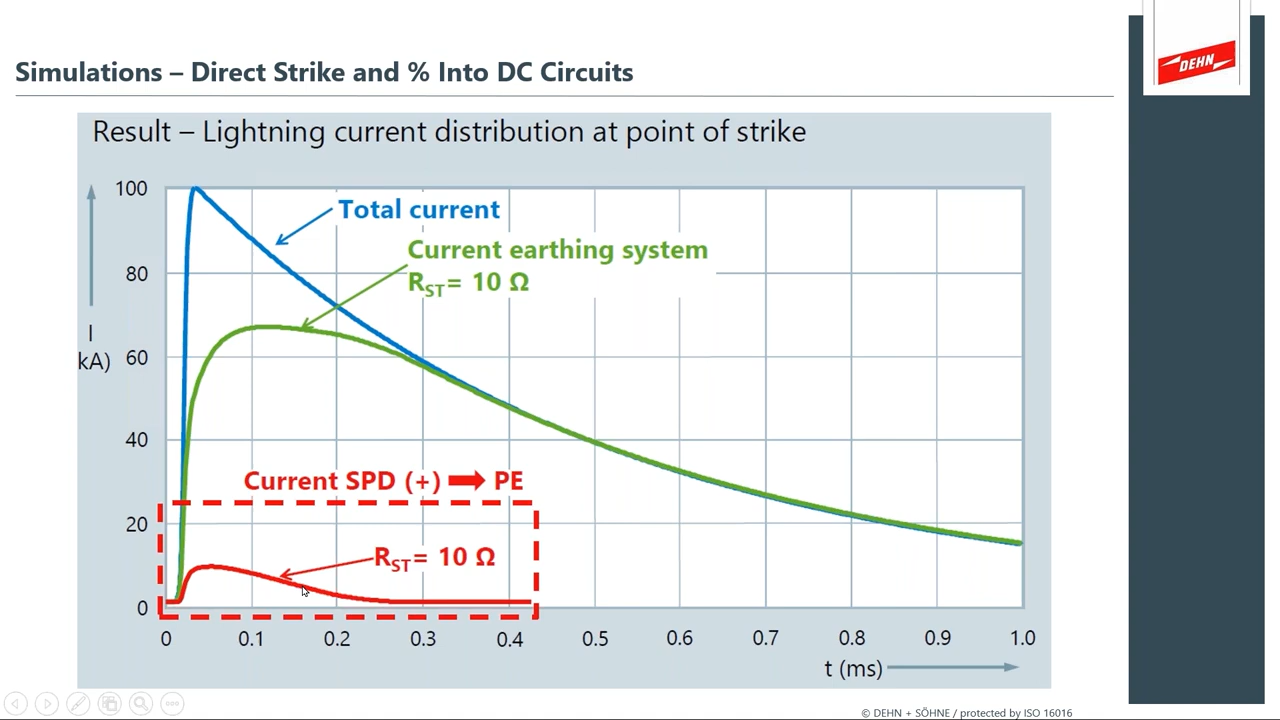 Simulations – Direct Strike and % Into DC Circuits
DEHN
Result – Lightning current distribution at point of strike
100
80
60
40
20
0
I
kA)
Total current
Current earthing system
RST= 10 Ω
Current SPD (+) ➡ PE
RST= 10 Ω
0 0.1 0.2 0.3 0.4 0.5 0.6 0.7 0.8 0.9 1.0
t (ms)
© DEHN + SÖHNE / protected by ISO 16016